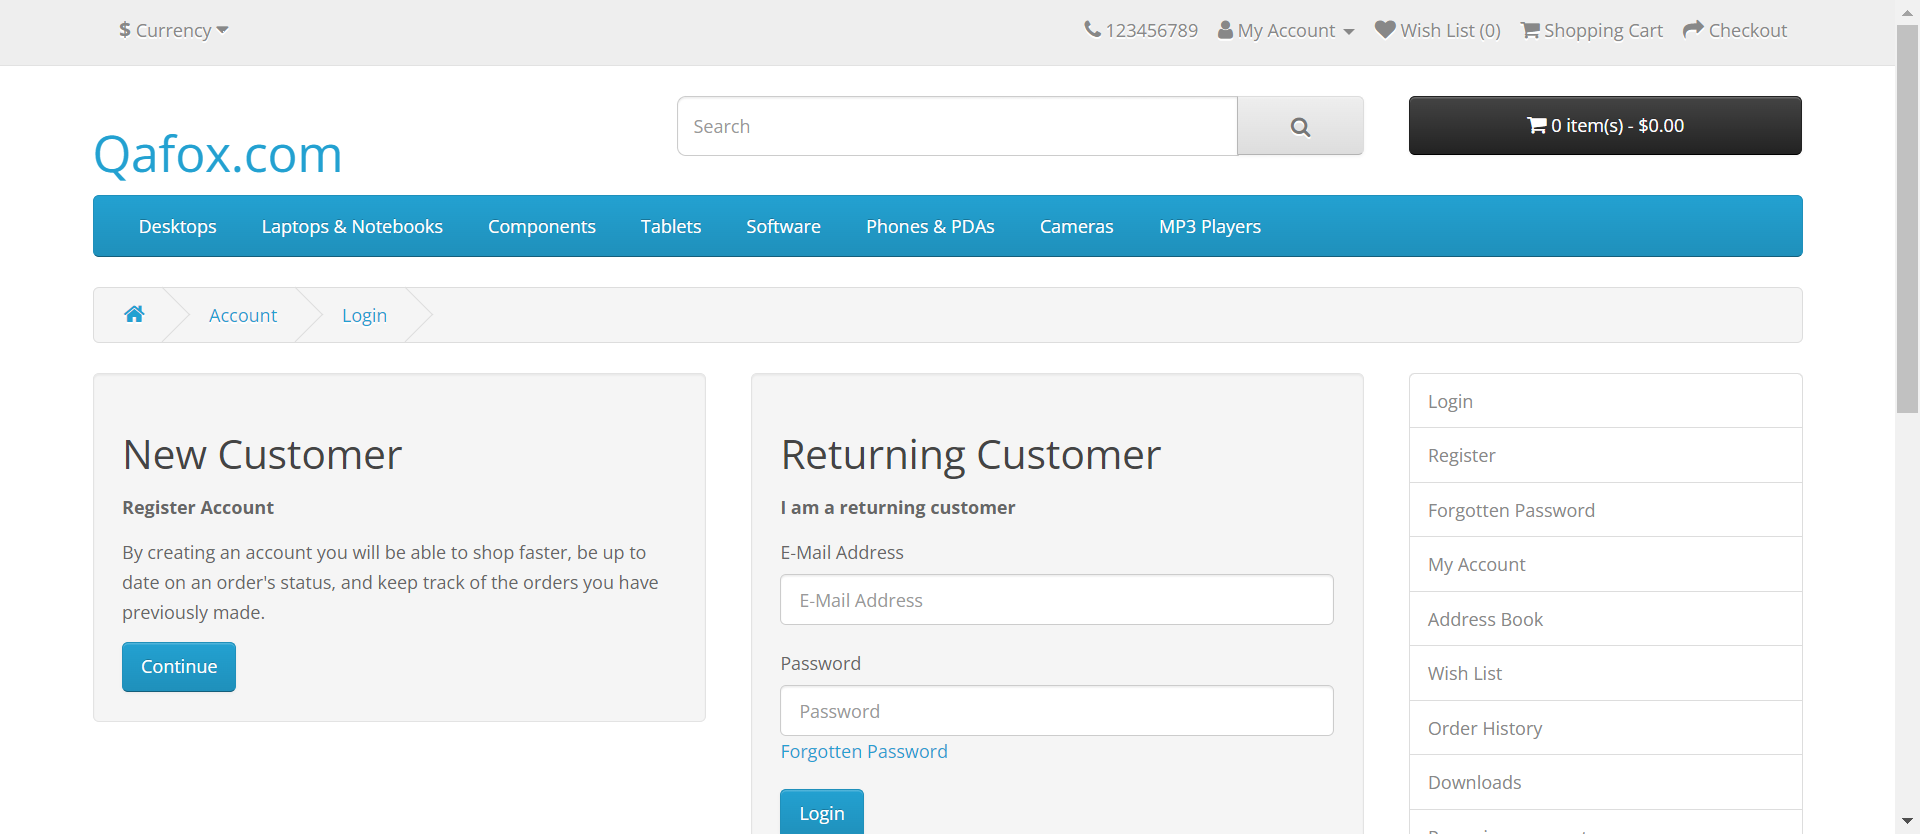 $ Currency
123456789 My Account Wish List (0) Shopping Cart Checkout
Search
0 item(s) - $0.00
Qafox.com
Desktops Laptops & Notebooks Components Tablets Software Phones & PDAs Cameras MP3 Players
Account Login
New Customer
Register Account
By creating an account you will be able to shop faster, be up to
date on an order's status, and keep track of the orders you have
previously made.
Continue
Returning Customer
I am a returning customer
E-Mail Address
E-Mail Address
Password
Password
Forgotten Password
Login
Login
Register
Forgotten Password
My Account
Address Book
Wish List
Order History
Downloads